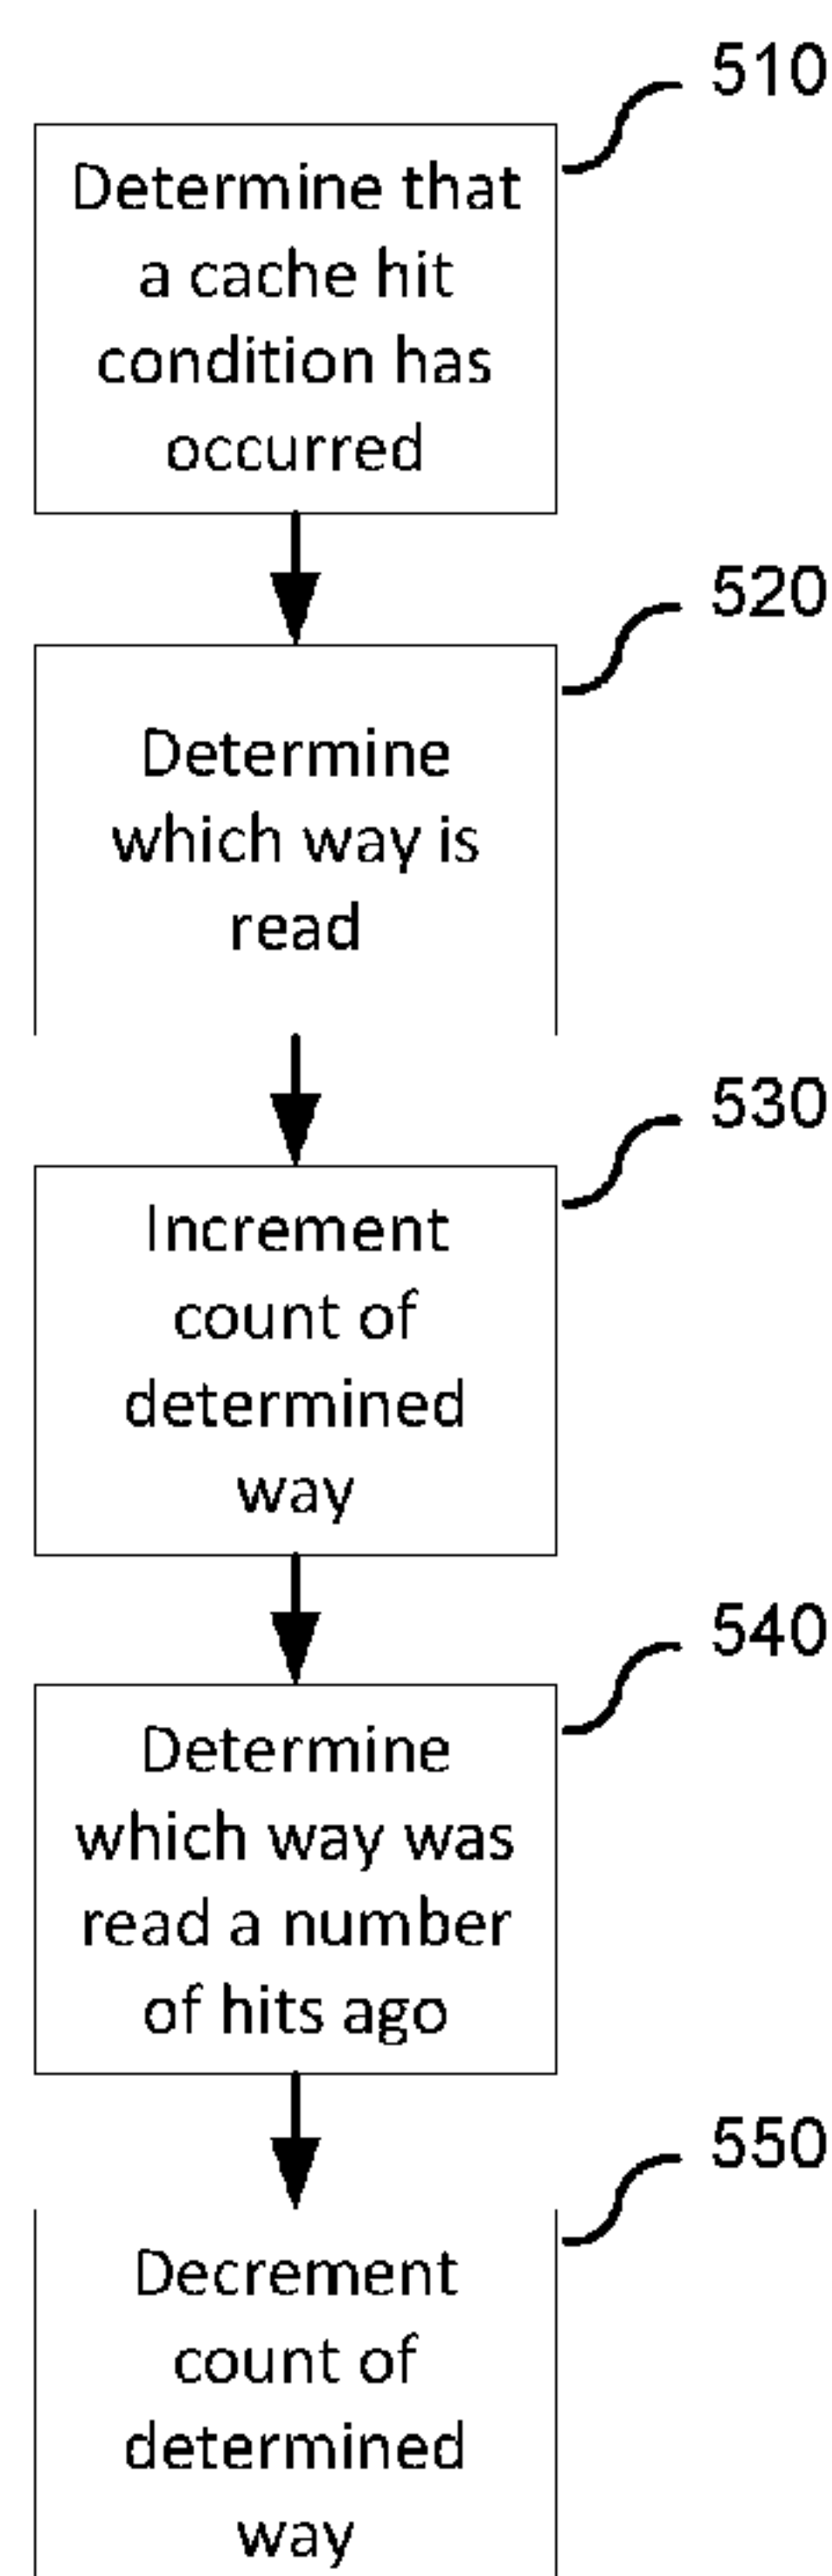 510
Determine that
a cache hit
condition has
occurred
520
Determine
which way is
read
530
Increment
count of
determined
way
540
Determine
which way was
read a number
of hits ago
550
Decrement
count of
determined
way